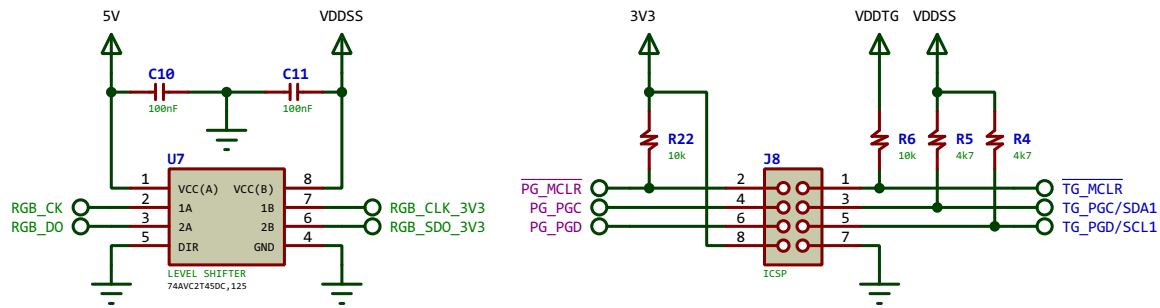 5V VDDSS 3V3 VDDTG VDDSS
C10 C11
100nF 100nF
R22 R6 R5 R4
10k 10k 4k7 4k7
U7 J8
1 VCC(A) VCC(B) 8
2 1A 1B 7
3 2A 2B 6
5 DIR GND 4
RGB_CK RGB_CLK_3V3
RGB_DO RGB_SDO_3V3
LEVEL SHIFTER
74AVC2T45DC,125
PG_MCLR 2 1 TG_MCLR
PG_PGC 4 3 TG_PGC/SDA1
PG_PGD 6 5 TG_PGD/SCL1
8 7
ICSP